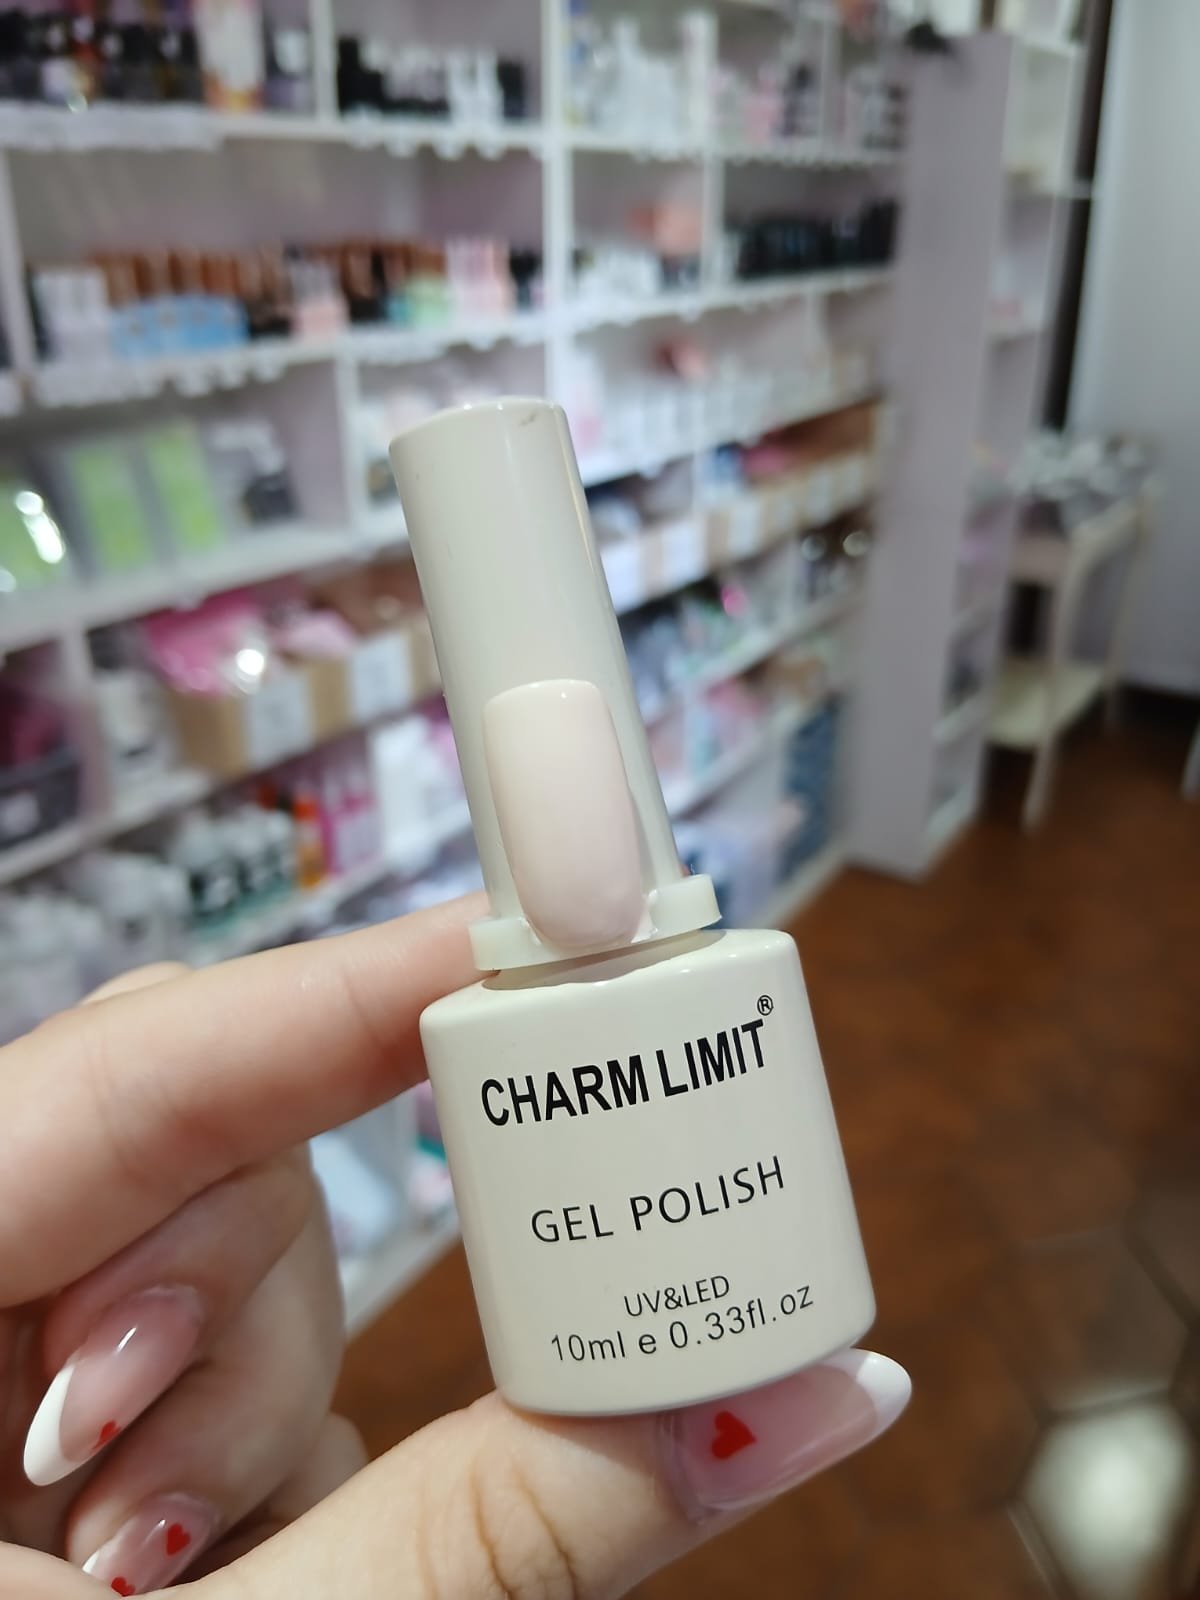 CHARM LIMIT®
GEL POLISH
UV&LED
10ml e 0.33fl.oz